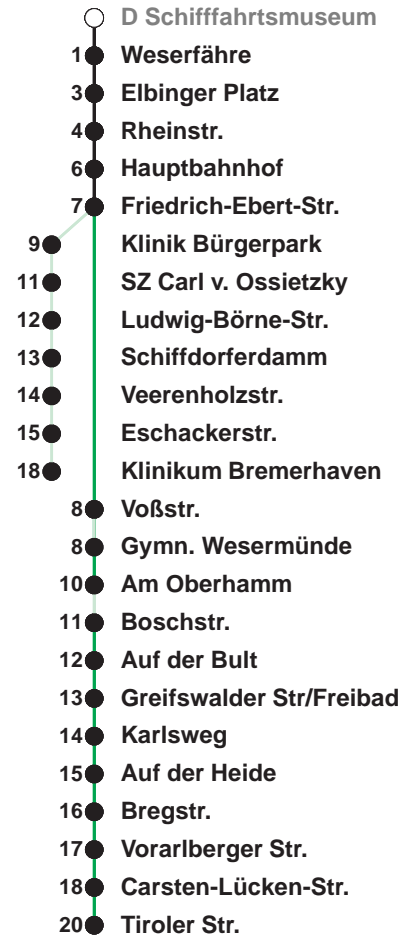 D Schifffahrtsmuseum
1 Weserfähre
3 Elbinger Platz
4 Rheinstr.
6 Hauptbahnhof
7 Friedrich-Ebert-Str.
9 Klinik Bürgerpark
11 SZ Carl v. Ossietzky
12 Ludwig-Börne-Str.
13 Schiffdorferdamm
14 Veerenholzstr.
15 Eschackerstr.
18 Klinikum Bremerhaven
8 Voßstr.
8 Gymn. Wesermünde
10 Am Oberhamm
11 Boschstr.
12 Auf der Bult
13 Greifswalder Str/Freibad
14 Karlsweg
15 Auf der Heide
16 Bregstr.
17 Vorarlberger Str.
18 Carsten-Lücken-Str.
20 Tiroler Str.